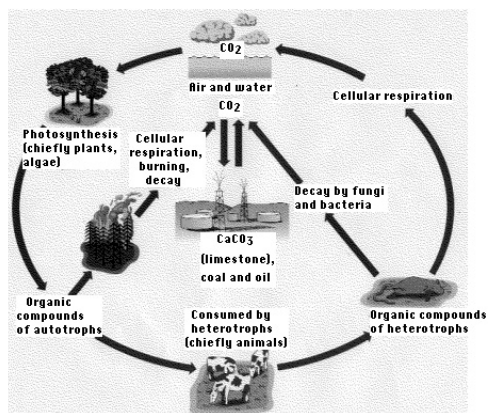 CO2
Air and water
CO2
Cellular respiration
Photosynthesis
(chiefly plants,
algae)
Cellular
respiration,
burning,
decay
Decay by fungi
and bacteria
CaCO3
(limestone),
coal and oil
Organic
compounds
of autotrophs
Consumed by
heterotrophs
(chiefly animals)
Organic compounds
of heterotrophs